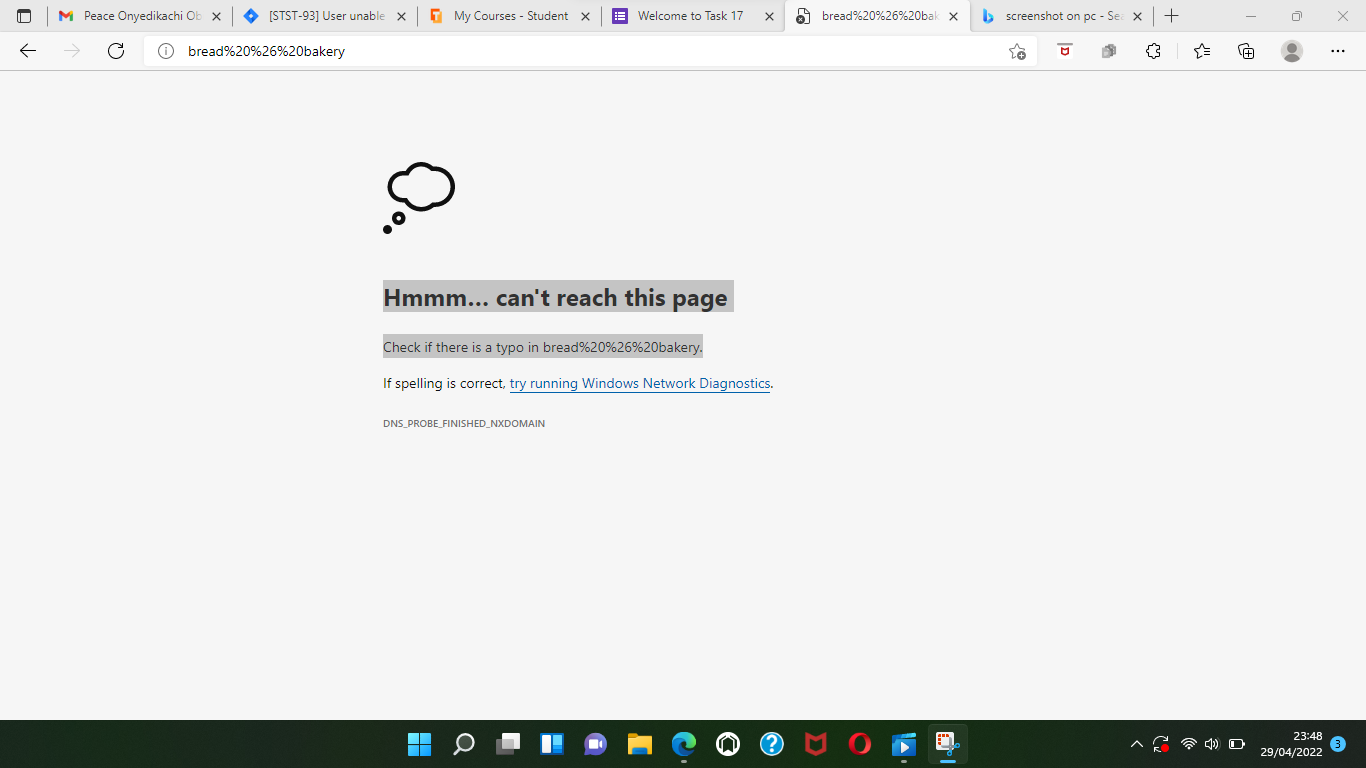 Peace Onyedikachi Ob
[STST-93] User unable
My Courses - Student
Welcome to Task 17
bread%20%26%20bak
screenshot on pc - Sea
bread%20%26%20bakery
Hmmm... can't reach this page
Check if there is a typo in bread%20%26%20bakery.
If spelling is correct, try running Windows Network Diagnostics.
DNS_PROBE_FINISHED_NXDOMAIN
23:48
29/04/2022
3